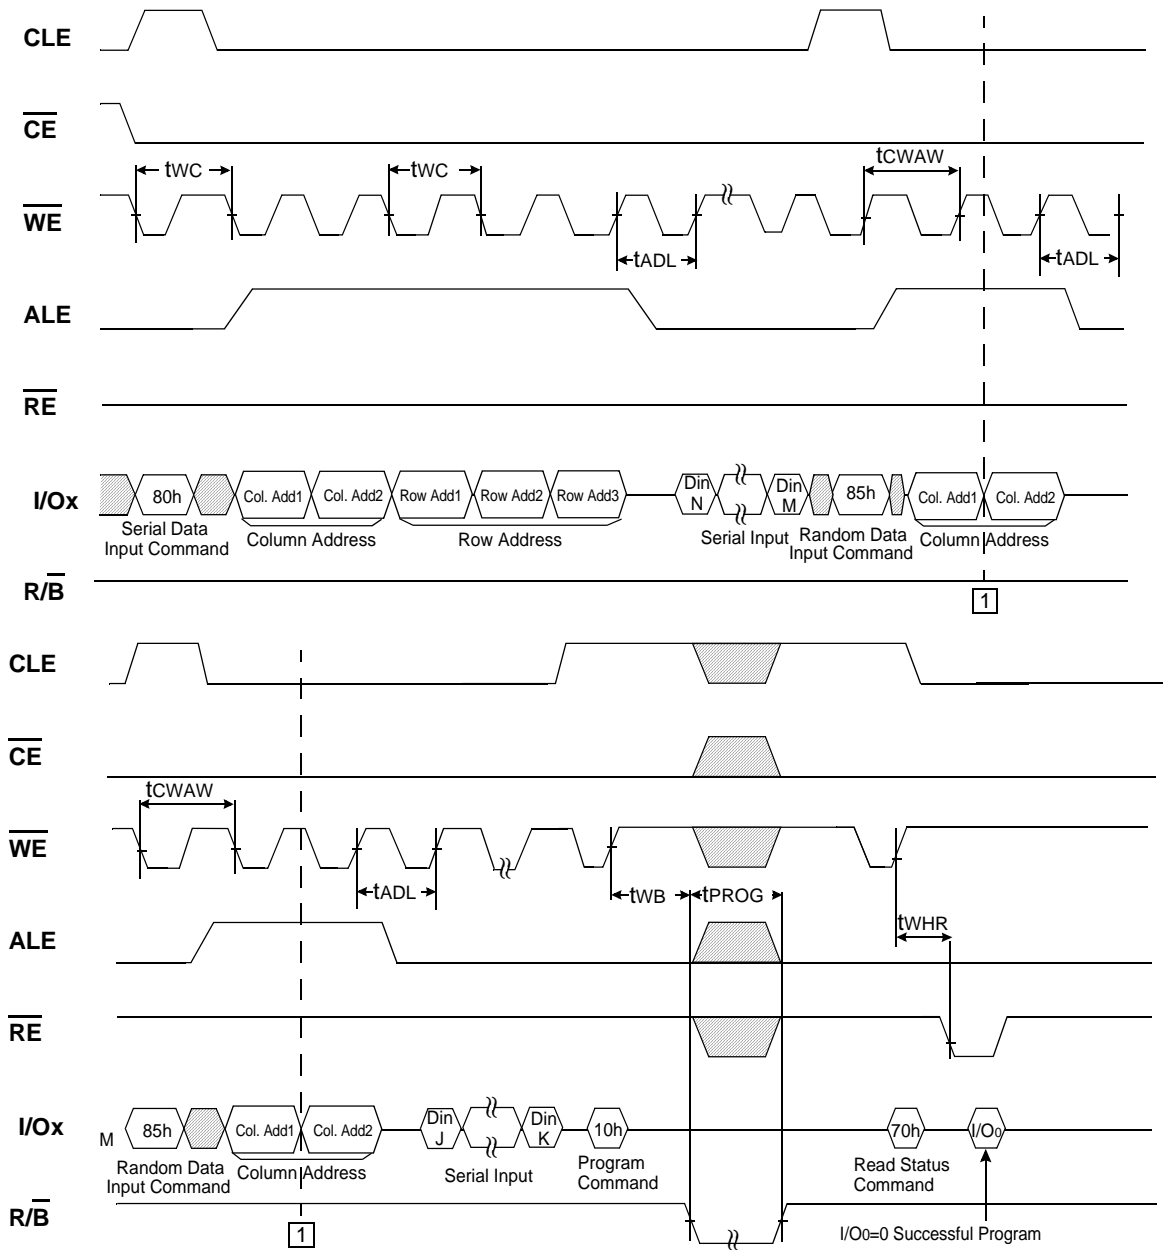 CLE
CE
tWC
tWC
tCWAW
WE
tADL
tADL
ALE
RE
I/Ox
80h
Col. Add1
Col. Add2
Row Add1
Row Add2
Row Add3
Din
N
Din
M
85h
Col. Add1
Col. Add2
Serial Data
Input Command
Column Address
Row Address
Serial Input
Random Data
Input Command
Column Address
R/B
1
CLE
CE
tCWAW
WE
tADL
tWB
tPROG
tWHR
ALE
RE
I/Ox
M
85h
Col. Add1
Col. Add2
Din
J
Din
K
10h
70h
I/O0
Random Data
Input Command
Column Address
Serial Input
Program
Command
Read Status
Command
R/B
1
I/O0=0 Successful Program